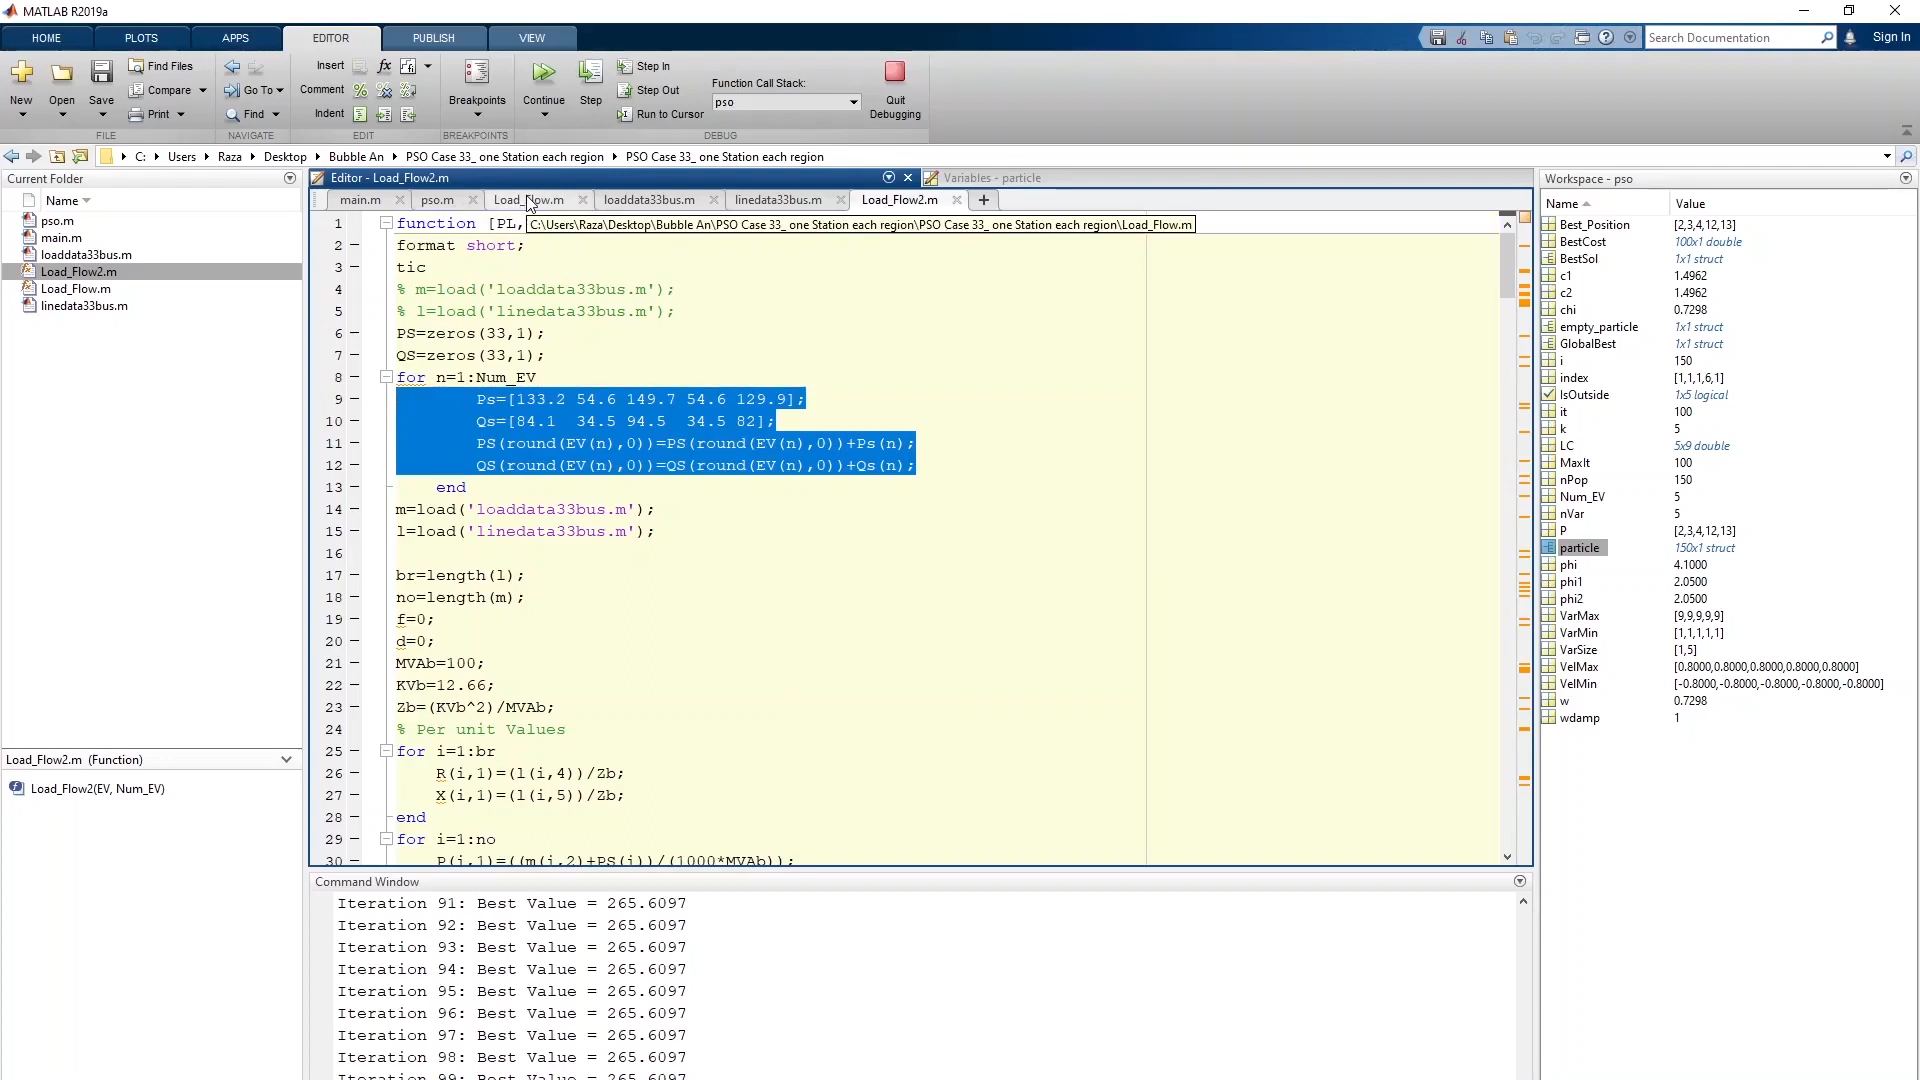 MATLAB R2019a
HOME PLOTS APPS EDITOR PUBLISH VIEW
Search Documentation
Sign In
New
Open
Save
Find Files
Compare
Print
FILE
Go To
Find
NAVIGATE
Insert
Comment
Indent
EDIT
Breakpoints
BREAKPOINTS
Continue
Step
Step In
Step Out
Run to Cursor
Function Call Stack:
pso
Quit Debugging
DEBUG
C: Users Raza Desktop Bubble An PSO Case 33_ one Station each region PSO Case 33_ one Station each region
Current Folder
Name
pso.m
main.m
loaddata33bus.m
Load_Flow2.m
Load_Flow.m
linedata33bus.m
Load_Flow2.m (Function)
Load_Flow2(EV, Num_EV)
Editor - Load_Flow2.m
Variables - particle
main.m pso.m Load_Flow.m loaddata33bus.m linedata33bus.m Load_Flow2.m
C:\Users\Raza\Desktop\Bubble An\PSO Case 33_ one Station each region\PSO Case 33_ one Station each region\Load_Flow.m
1 function [PL,
2 format short;
3 tic
4 % m=load('loaddata33bus.m');
5 % l=load('linedata33bus.m');
6 PS=zeros(33,1);
7 QS=zeros(33,1);
8 for n=1:Num_EV
9 Ps=[133.2 54.6 149.7 54.6 129.9];
10 Qs=[84.1 34.5 94.5 34.5 82];
11 PS(round(EV(n),0))=PS(round(EV(n),0))+Ps(n);
12 QS(round(EV(n),0))=QS(round(EV(n),0))+Qs(n);
13 end
14 m=load('loaddata33bus.m');
15 l=load('linedata33bus.m');
16
17 br=length(l);
18 no=length(m);
19 f=0;
20 d=0;
21 MVAb=100;
22 KVb=12.66;
23 Zb=(KVb^2)/MVAb;
24 % Per unit Values
25 for i=1:br
26 R(i,1)=(l(i,4))/Zb;
27 X(i,1)=(l(i,5))/Zb;
28 end
29 for i=1:no
30 P(i,1)=((m(i,2)+PS(i))/(1000*MVAb));
Command Window
Iteration 91: Best Value = 265.6097
Iteration 92: Best Value = 265.6097
Iteration 93: Best Value = 265.6097
Iteration 94: Best Value = 265.6097
Iteration 95: Best Value = 265.6097
Iteration 96: Best Value = 265.6097
Iteration 97: Best Value = 265.6097
Iteration 98: Best Value = 265.6097
Iteration 99: Best Value = 265.6097
Workspace - pso
Name Value
Best_Position [2,3,4,12,13]
BestCost 100x1 double
BestSol 1x1 struct
c1 1.4962
c2 1.4962
chi 0.7298
empty_particle 1x1 struct
GlobalBest 1x1 struct
i 150
index [1,1,1,6,1]
IsOutside 1x5 logical
it 100
k 5
LC 5x9 double
MaxIt 100
nPop 150
Num_EV 5
nVar 5
P [2,3,4,12,13]
particle 150x1 struct
phi 4.1000
phi1 2.0500
phi2 2.0500
VarMax [9,9,9,9,9]
VarMin [1,1,1,1,1]
VarSize [1,5]
VelMax [0.8000,0.8000,0.8000,0.8000,0.8000]
VelMin [-0.8000,-0.8000,-0.8000,-0.8000,-0.8000]
w 0.7298
wdamp 1